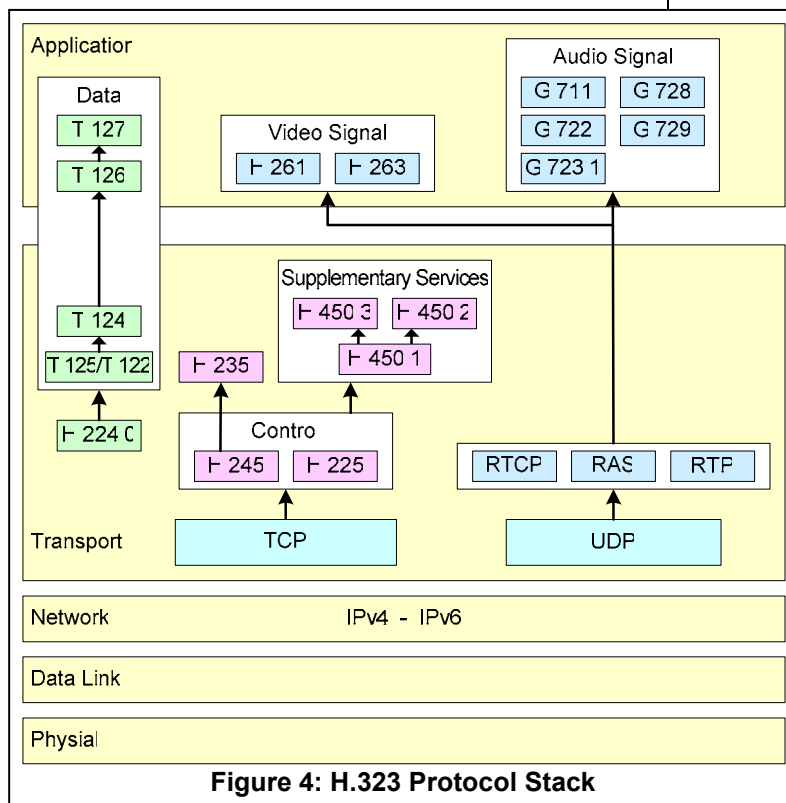 Application
Data
T 127
T 126
T 124
T 125/T 122
H 224 0
Video Signal
H 261 H 263
Audio Signal
G 711 G 728
G 722 G 729
G 723 1
Supplementary Services
H 450 3 H 450 2
H 450 1
H 235
Contro
H 245 H 225
RTCP RAS RTP
Transport
TCP
UDP
Network IPv4 - IPv6
Data Link
Physial
Figure 4: H.323 Protocol Stack